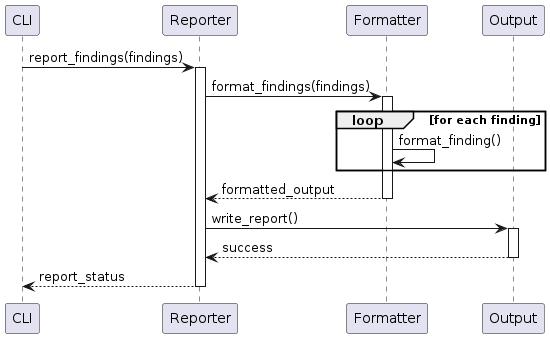 CLI Reporter Formatter Output
report_findings(findings)
format_findings(findings)
loop [for each finding]
format_finding()
formatted_output
write_report()
success
report_status
CLI Reporter Formatter Output